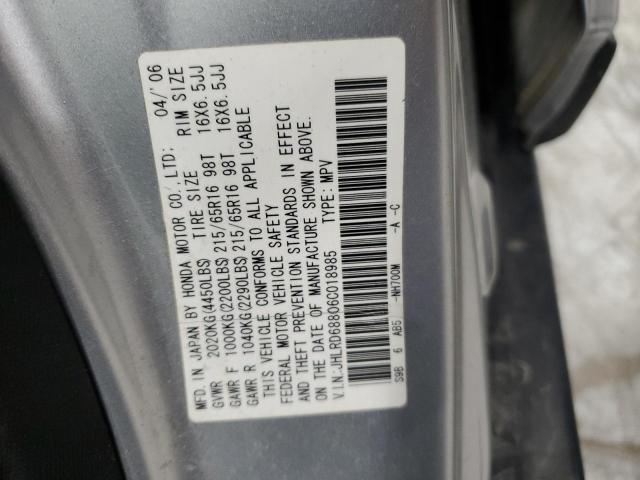 MFD. IN JAPAN BY HONDA MOTOR CO., LTD; 04/'06
TIRE SIZE RIM SIZE
GVWR 2020KG(4450LBS)
GAWR F 1000KG(2200LBS) 215/65R16 98T 16X6.5JJ
GAWR R 1040KG(2290LBS) 215/65R16 98T 16X6.5JJ
THIS VEHICLE CONFORMS TO ALL APPLICABLE
FEDERAL MOTOR VEHICLE SAFETY
AND THEFT PREVENTION STANDARDS IN EFFECT
ON THE DATE OF MANUFACTURE SHOWN ABOVE.
V.I.N.:JHLRD68806C018985 TYPE: MPV
S9B 6 AB5 -NH700M -A -C